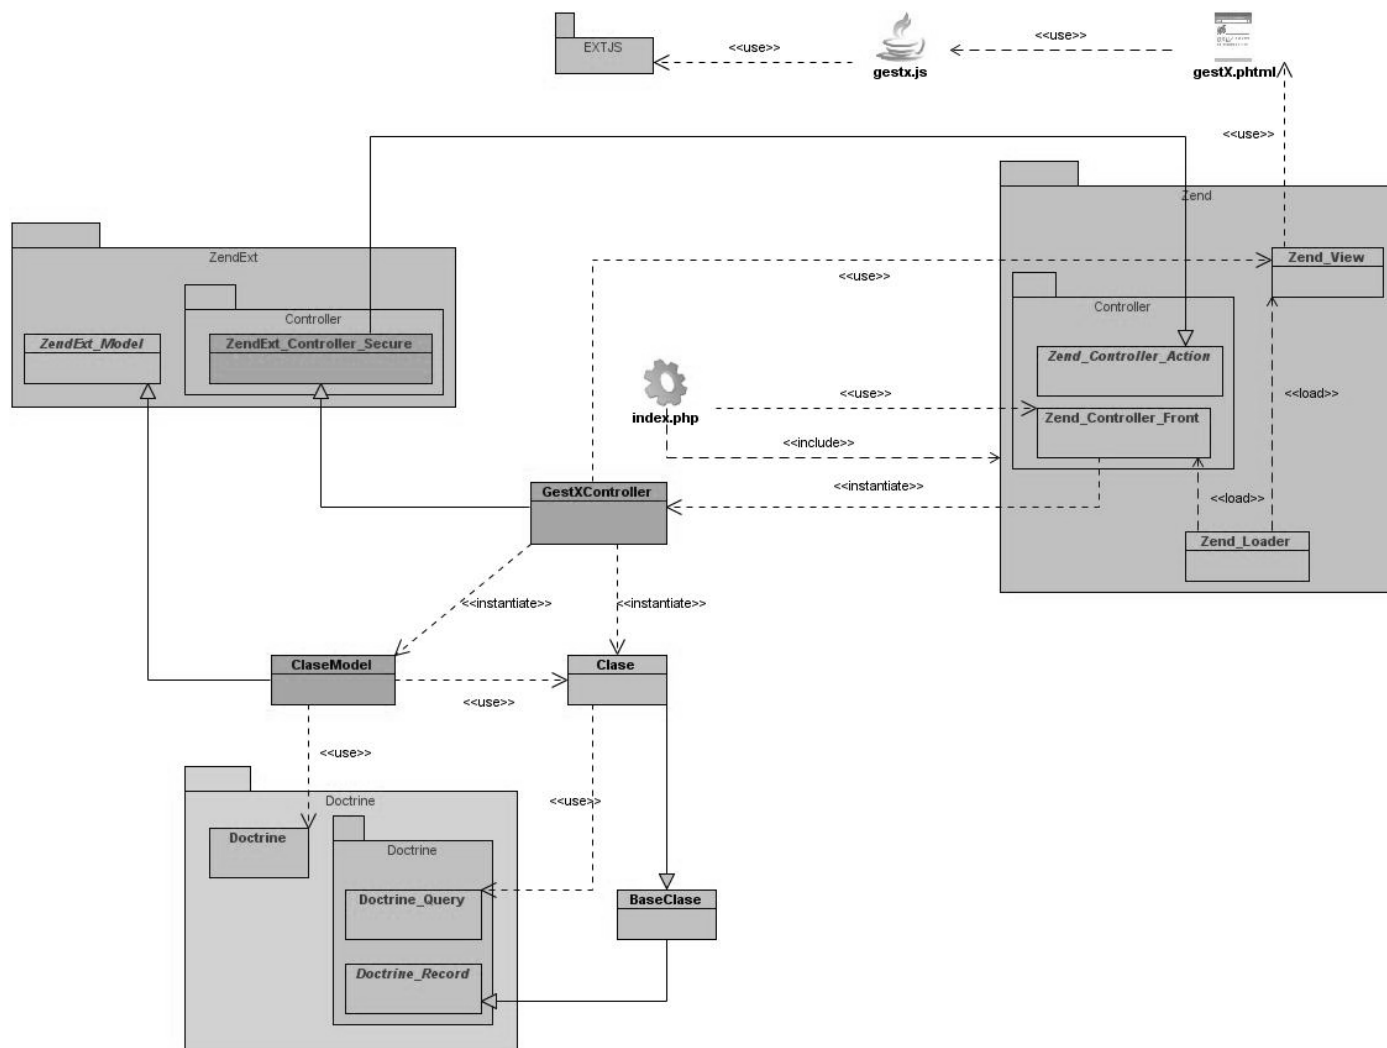 EXTJS
<<use>>
gestx.js
<<use>>
gestX.phtml
<<use>>
Zend
ZendExt
Zend_View
<<use>>
Controller
Controller
ZendExt_Model
ZendExt_Controller_Secure
Zend_Controller_Action
<<use>>
<<load>>
index.php
Zend_Controller_Front
<<include>>
GestXController
<<instantiate>>
<<load>>
Zend_Loader
<<instantiate>>
<<instantiate>>
ClaseModel
Clase
<<use>>
<<use>>
Doctrine
<<use>>
Doctrine
Doctrine
Doctrine_Query
BaseClase
Doctrine_Record